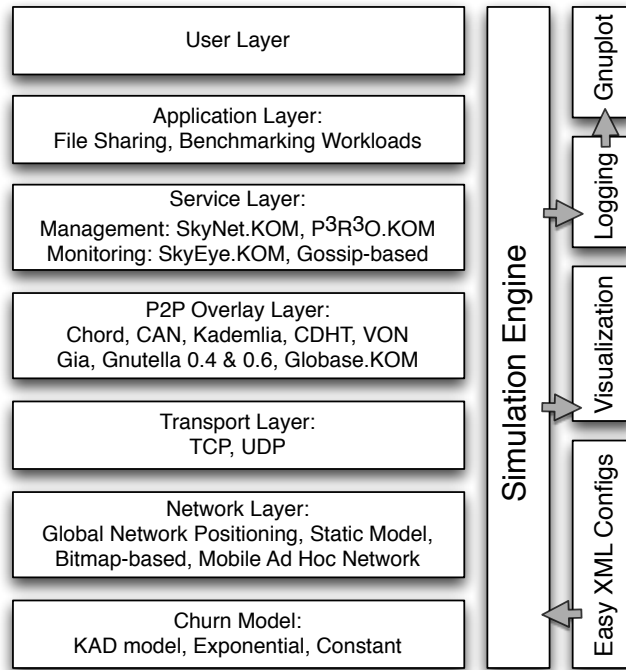 User Layer
Application Layer:
File Sharing, Benchmarking Workloads
Service Layer:
Management: SkyNet.KOM, P³R³O.KOM
Monitoring: SkyEye.KOM, Gossip-based
P2P Overlay Layer:
Chord, CAN, Kademlia, CDHT, VON
Gia, Gnutella 0.4 & 0.6, Globase.KOM
Transport Layer:
TCP, UDP
Network Layer:
Global Network Positioning, Static Model,
Bitmap-based, Mobile Ad Hoc Network
Churn Model:
KAD model, Exponential, Constant
Simulation Engine
Gnuplot
Logging
Visualization
Easy XML Configs